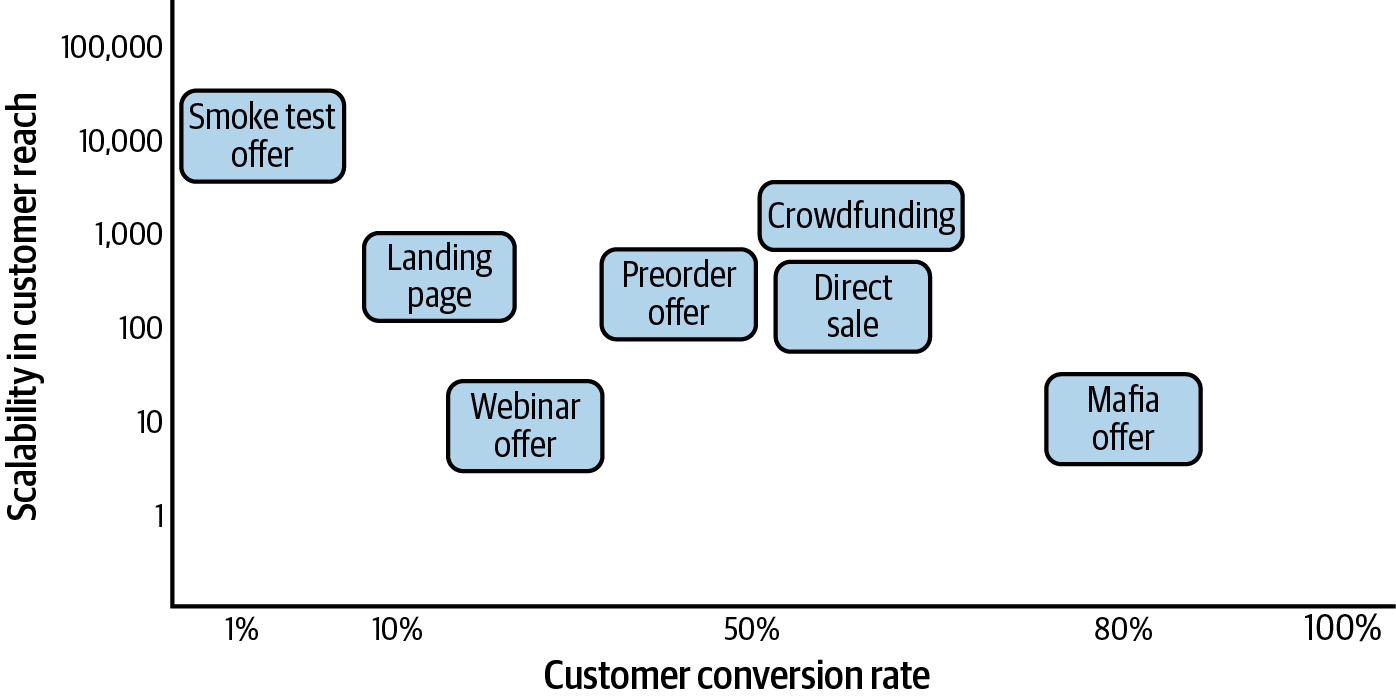 Scalability in customer reach
100,000
10,000
1,000
100
10
1
Smoke test
offer
Landing
page
Webinar
offer
Preorder
offer
Crowdfunding
Direct
sale
Mafia
offer
1%
10%
50%
80%
100%
Customer conversion rate